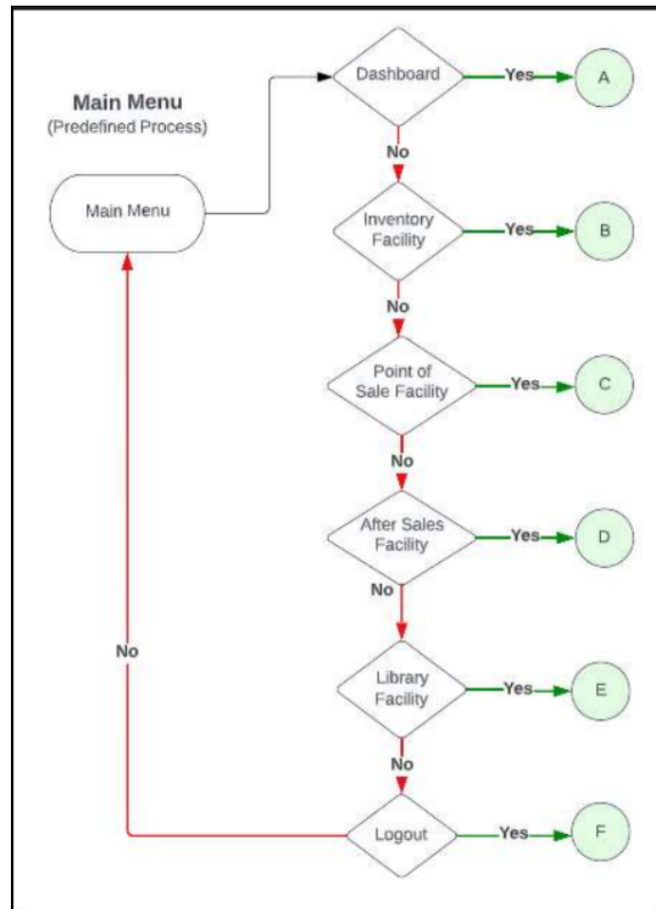 Dashboard
Yes
A
Main Menu
(Predefined Process)
No
Main Menu
Inventory
Facility
Yes
B
No
Point of
Sale Facility
Yes
C
No
After Sales
Facility
Yes
D
No
No
Library
Facility
Yes
E
No
Logout
Yes
F